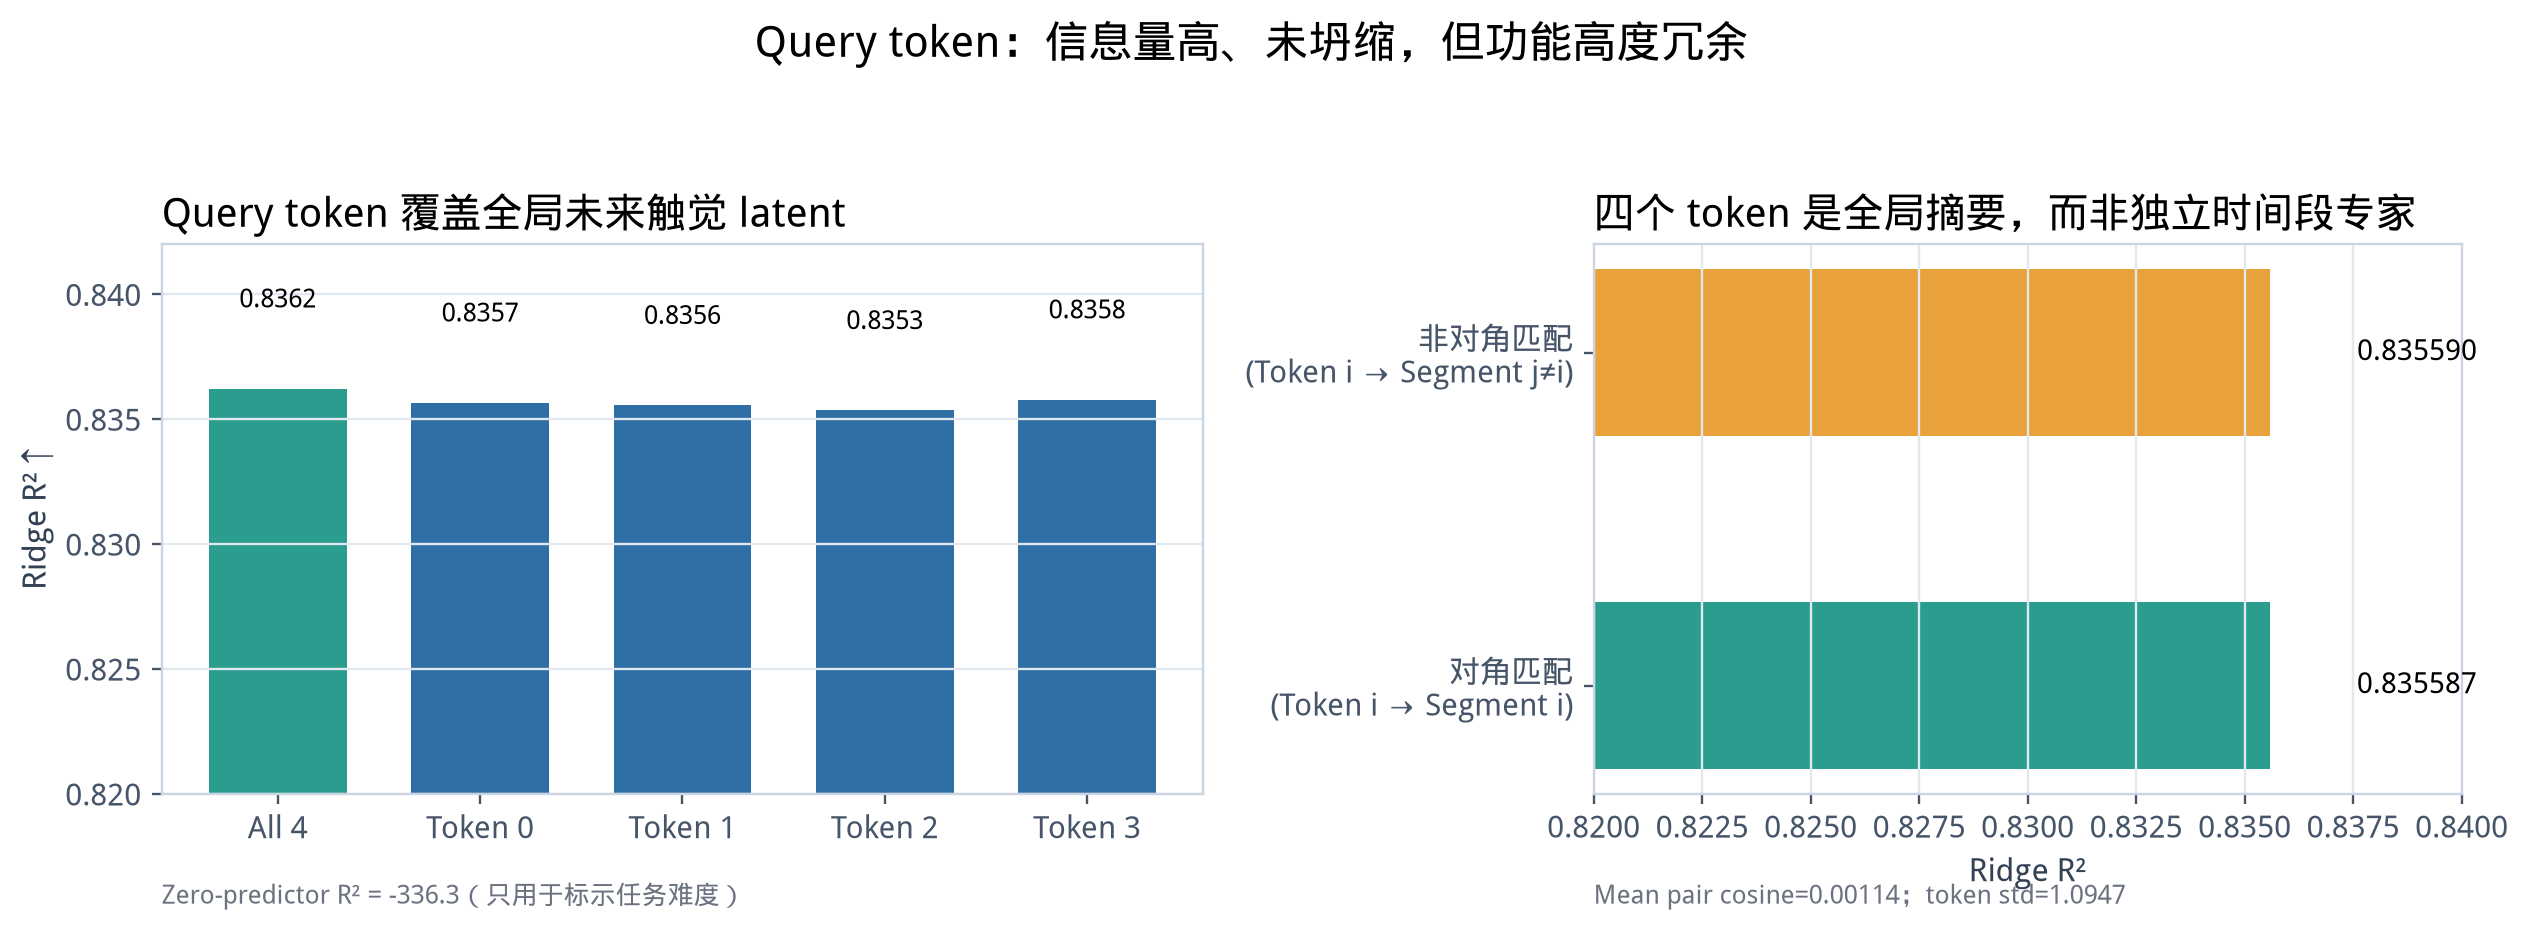 Query token：信息量高、未坍缩，但功能高度冗余
Query token 覆盖全局未来触觉 latent
Ridge R² ↑
0.840
0.835
0.830
0.825
0.820
0.8362
0.8357
0.8356
0.8353
0.8358
All 4
Token 0
Token 1
Token 2
Token 3
Zero-predictor R² = -336.3（只用于标示任务难度）
四个 token 是全局摘要，而非独立时间段专家
非对角匹配
(Token i → Segment j≠i)
0.835590
对角匹配
(Token i → Segment i)
0.835587
0.8200 0.8225 0.8250 0.8275 0.8300 0.8325 0.8350 0.8375 0.8400
Ridge R²
Mean pair cosine=0.00114；token std=1.0947